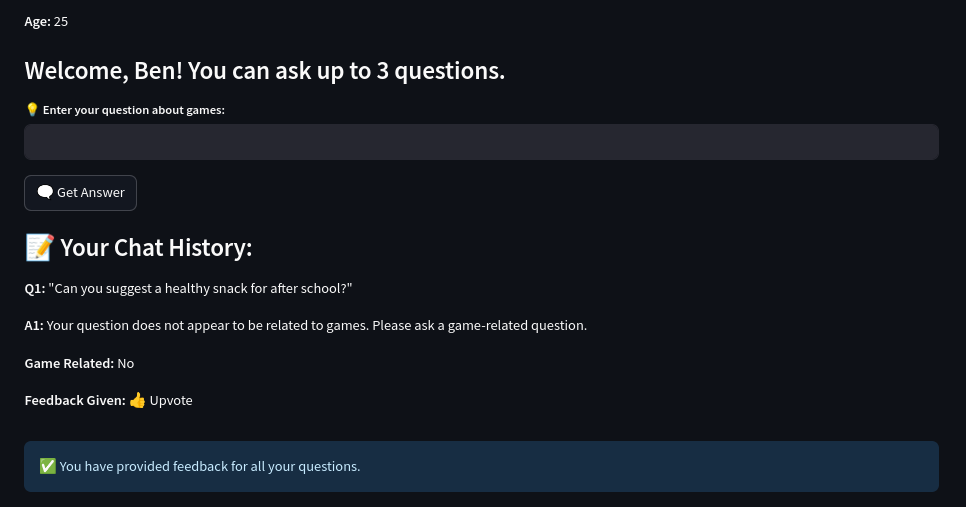 Age: 25
Welcome, Ben! You can ask up to 3 questions.
💡 Enter your question about games:
🗨 Get Answer
📝 Your Chat History:
Q1: "Can you suggest a healthy snack for after school?"
A1: Your question does not appear to be related to games. Please ask a game-related question.
Game Related: No
Feedback Given: 👍 Upvote
✅ You have provided feedback for all your questions.